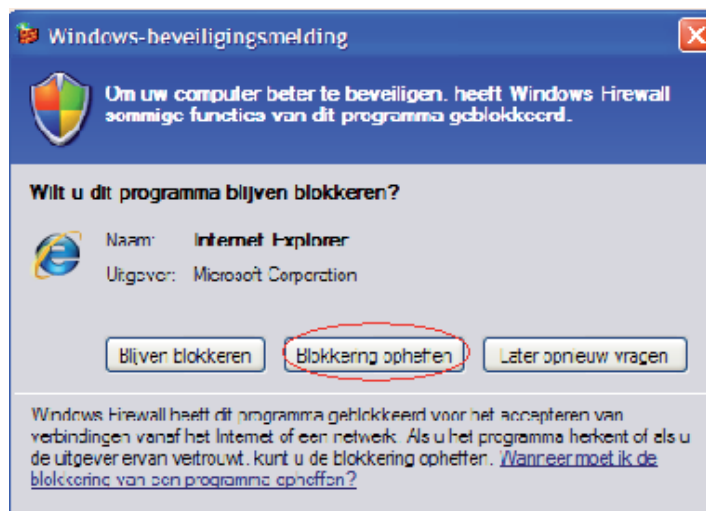 Windows-beveiligingsmelding
Om uw computer beter te beveiligen, heeft Windows Firewall
sommige functies van dit programma geblokkeerd.
Wilt u dit programma blijven blokkeren?
Naam: Internet Explorer
Uitgever: Microsoft Corporation
Blijven blokkeren Blokkering opheffen Later opnieuw vragen
Windows Firewall heeft dit programma geblokkeerd voor het accepteren van
verbindingen vanaf het Internet of een netwerk. Als u het programma herkent of als u
de uitgever ervan vertrouwt, kunt u de blokkering opheffen. Wanneer moet ik de
blokkering van een programma opheffen?